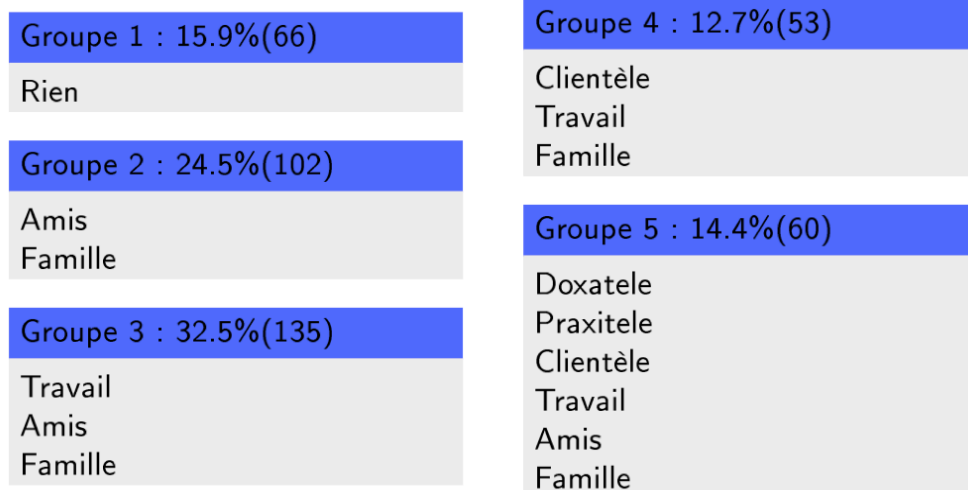 Groupe 1 : 15.9%(66)
Rien
Groupe 2 : 24.5%(102)
Amis
Famille
Groupe 3 : 32.5%(135)
Travail
Amis
Famille
Groupe 4 : 12.7%(53)
Clientèle
Travail
Famille
Groupe 5 : 14.4%(60)
Doxatele
Praxitele
Clientèle
Travail
Amis
Famille